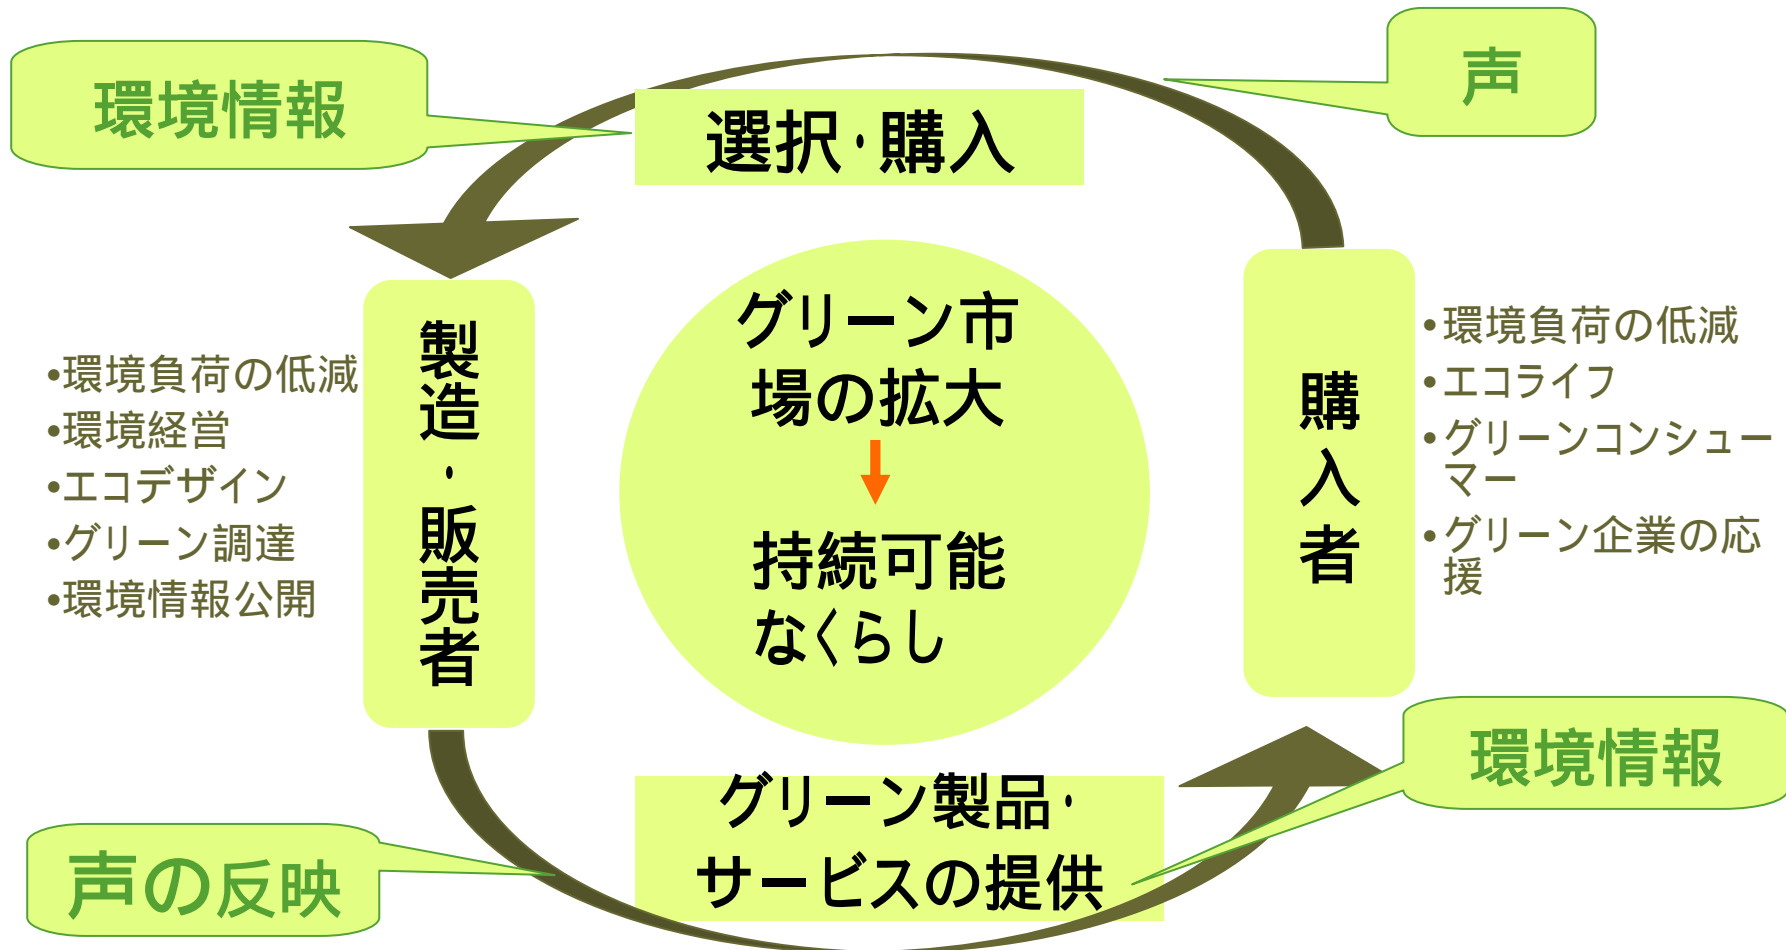 環境情報
声
選択・購入
グリーン市
場の拡大
持続可能
なくらし
製造・販売者
•環境負荷の低減
•環境経営
•エコデザイン
•グリーン調達
•環境情報公開
購入者
•環境負荷の低減
•エコライフ
•グリーンコンシュー
マー
•グリーン企業の応
援
環境情報
グリーン製品・
サービスの提供
声の反映